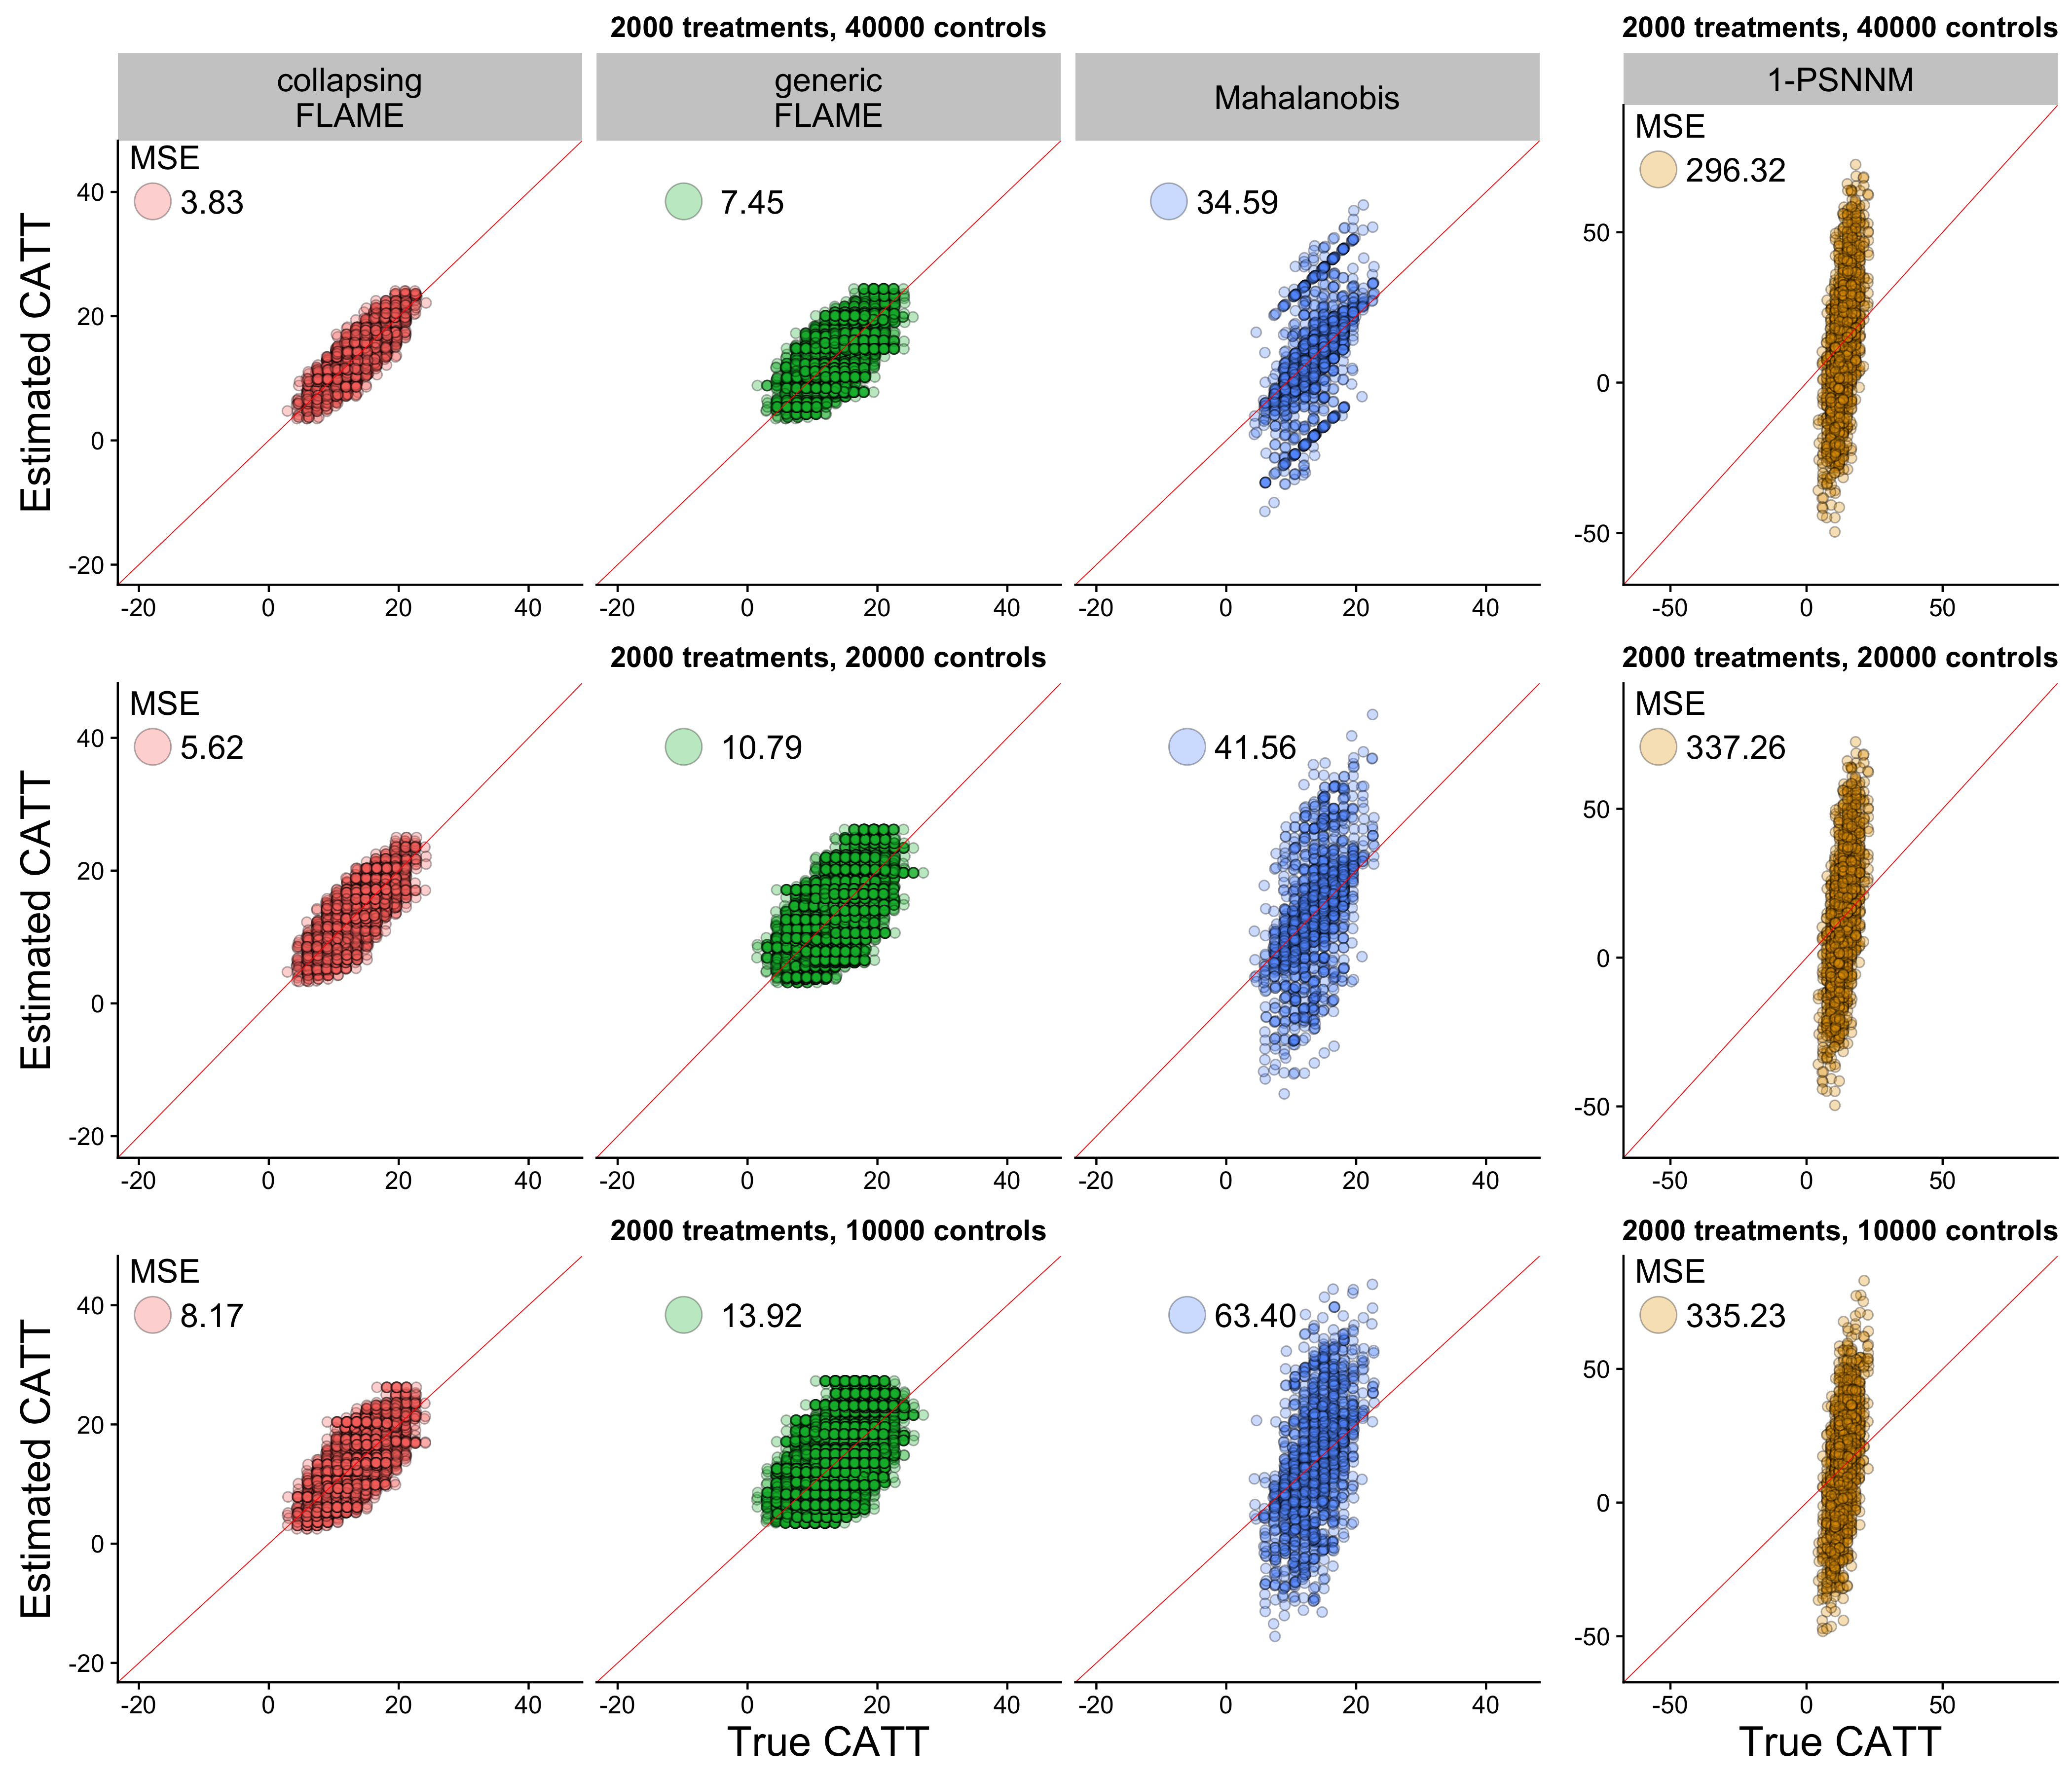 2000 treatments, 40000 controls
2000 treatments, 40000 controls
collapsing
FLAME
generic
FLAME
Mahalanobis
1-PSNNM
MSE
3.83
7.45
34.59
MSE
296.32
Estimated CATT
40
20
0
-20
50
0
-50
-20 0 20 40
-20 0 20 40
-20 0 20 40
-50 0 50
2000 treatments, 20000 controls
2000 treatments, 20000 controls
MSE
5.62
10.79
41.56
MSE
337.26
Estimated CATT
40
20
0
-20
50
0
-50
-20 0 20 40
-20 0 20 40
-20 0 20 40
-50 0 50
2000 treatments, 10000 controls
2000 treatments, 10000 controls
MSE
8.17
13.92
63.40
MSE
335.23
Estimated CATT
40
20
0
-20
50
0
-50
-20 0 20 40
-20 0 20 40
-20 0 20 40
-50 0 50
True CATT
True CATT